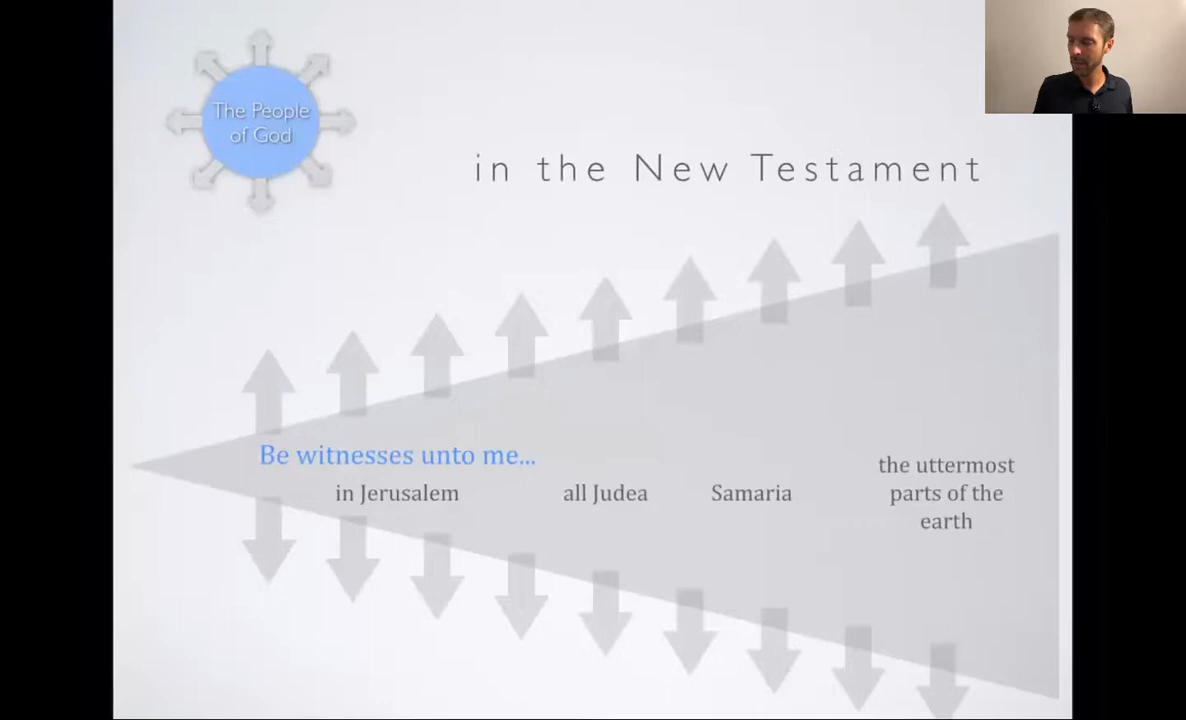 The People
of God
in the New Testament
Be witnesses unto me...
in Jerusalem
all Judea
Samaria
the uttermost
parts of the
earth